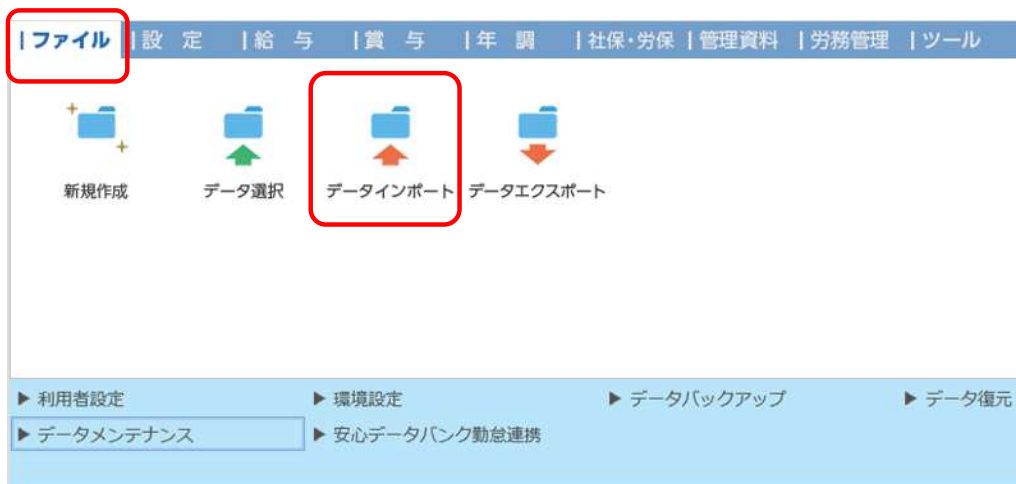 |ファイル |設 定 |給 与 |賞 与 |年 調 |社保・労保 |管理資料 |労務管理 |ツール
新規作成 データ選択 データインポート データエクスポート
▶ 利用者設定 ▶ 環境設定 ▶ データバックアップ ▶ データ復元
▶ データメンテナンス ▶ 安心データバンク勤怠連携